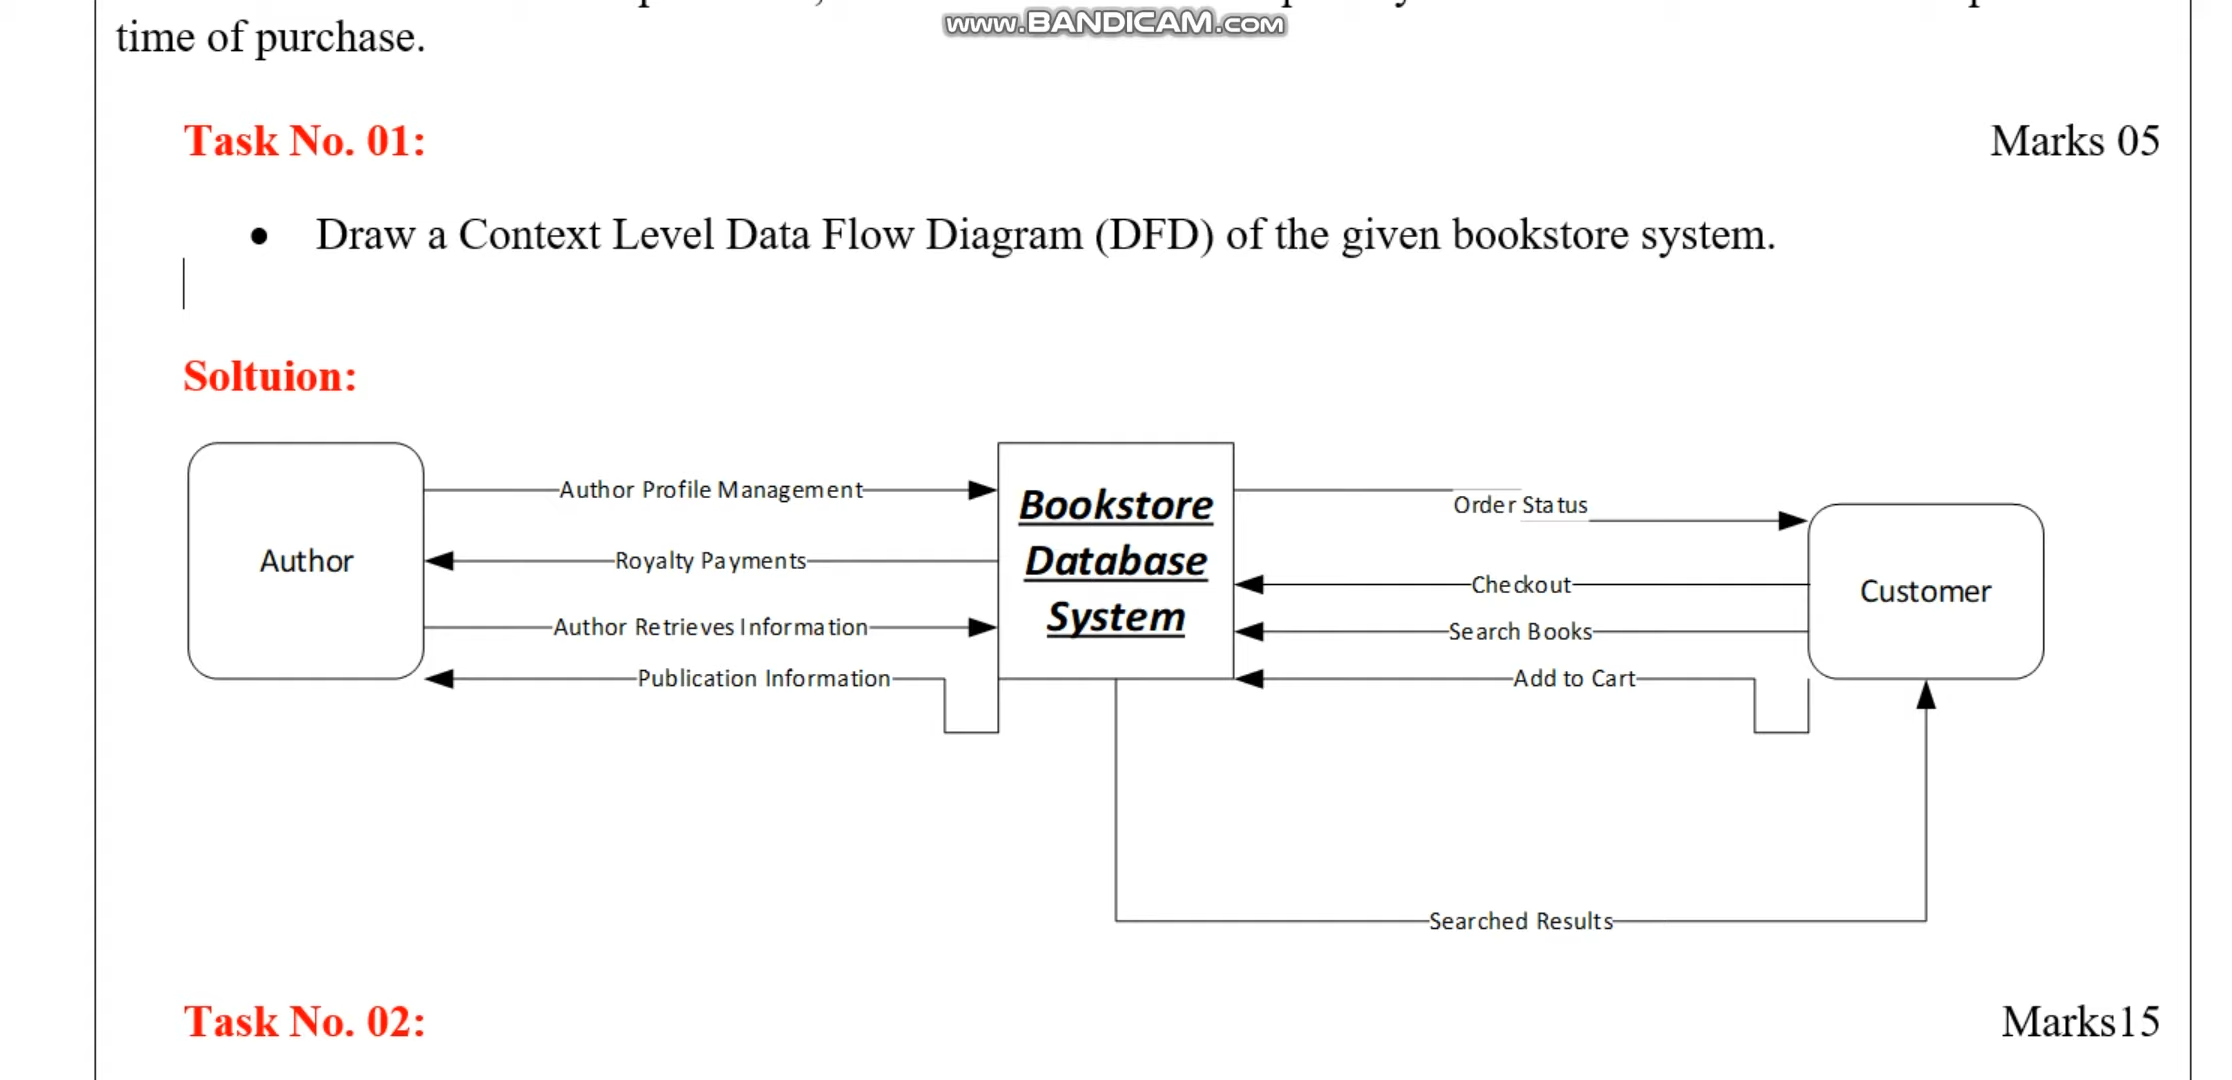 www.BANDICAM.com
time of purchase.
Task No. 01:
Marks 05
• Draw a Context Level Data Flow Diagram (DFD) of the given bookstore system.
Soltuion:
Author
Author Profile Management
Royalty Payments
Author Retrieves Information
Publication Information
Bookstore
Database
System
Order Status
Checkout
Search Books
Add to Cart
Customer
Searched Results
Task No. 02:
Marks15